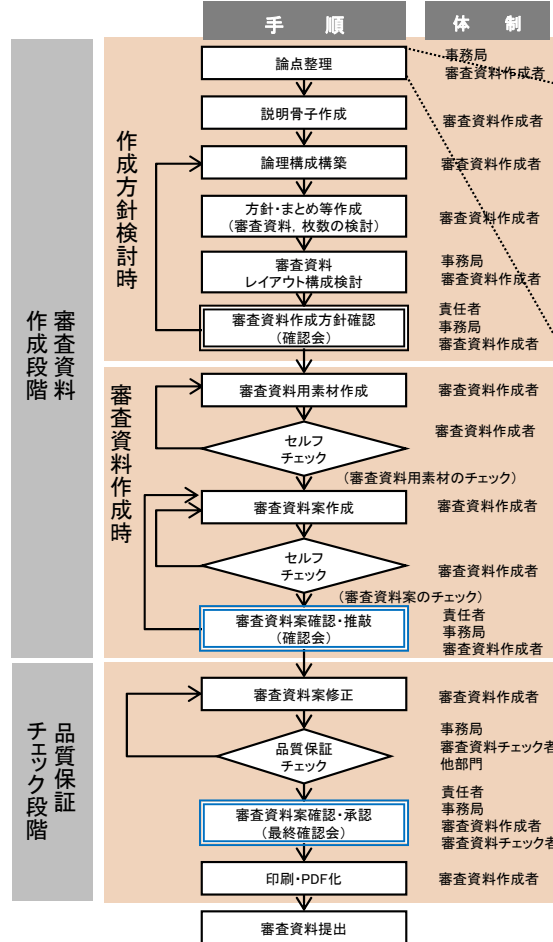 手 順
体 制
審査資料
作成段階
作成方針検討時
論点整理
事務局
審査資料作成者
説明骨子作成
審査資料作成者
論理構成構築
審査資料作成者
方針・まとめ等作成
(審査資料, 枚数の検討)
審査資料作成者
審査資料
レイアウト構成検討
事務局
審査資料作成者
審査資料作成方針確認
(確認会)
責任者
事務局
審査資料作成者
審査資料作成時
審査資料用素材作成
審査資料作成者
セルフ
チェック
審査資料作成者
(審査資料用素材のチェック)
審査資料案作成
審査資料作成者
セルフ
チェック
審査資料作成者
(審査資料案のチェック)
審査資料案確認・推敲
(確認会)
責任者
事務局
審査資料作成者
品質保証
チェック段階
審査資料案修正
審査資料作成者
品質保証
チェック
事務局
審査資料チェック者
他部門
審査資料案確認・承認
(最終確認会)
責任者
事務局
審査資料作成者
審査資料チェック者
印刷・PDF化
審査資料作成者
審査資料提出